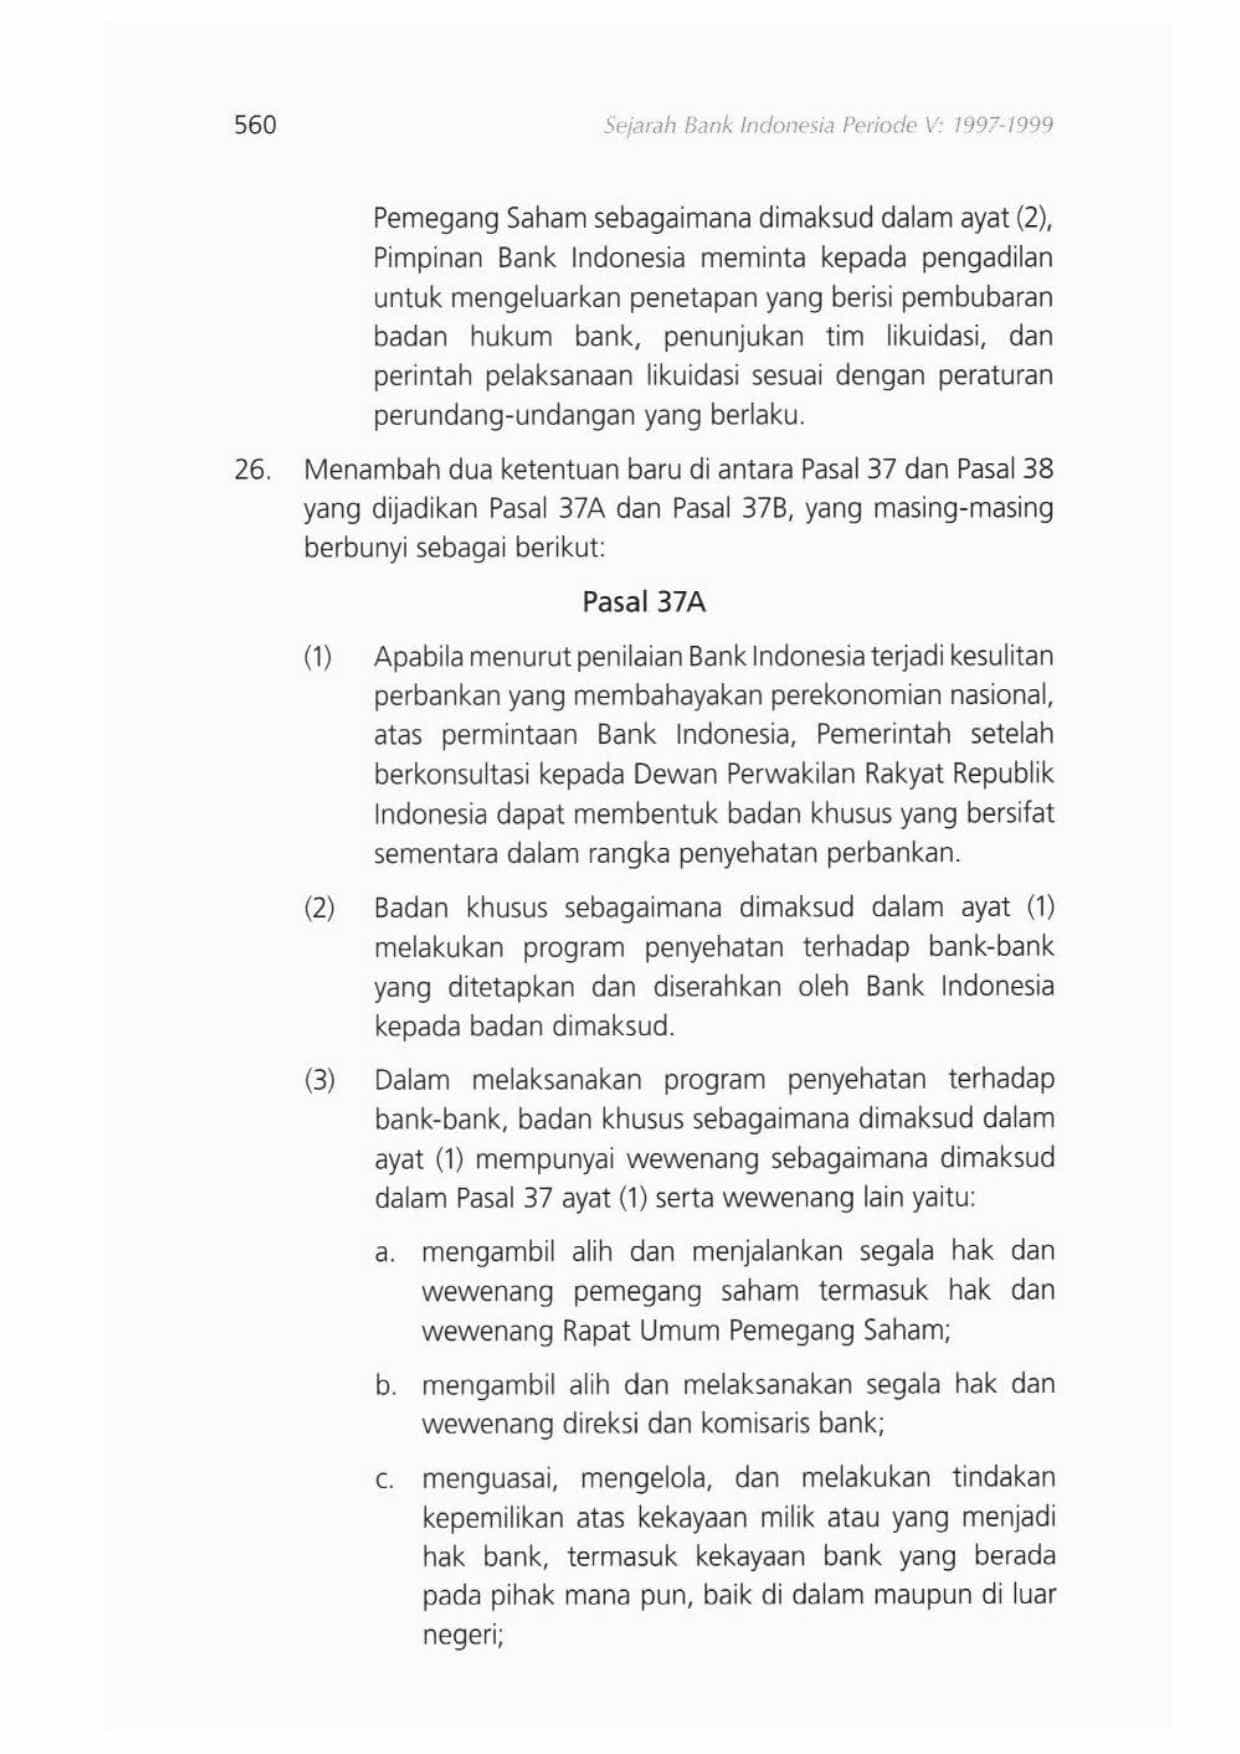 560
Sejarah Bank Indonesia Periode V: 1997-1999
Pemegang Saham sebagaimana dimaksud dalam ayat (2),
Pimpinan Bank Indonesia meminta kepada pengadilan
untuk mengeluarkan penetapan yang berisi pembubaran
badan hukum bank, penunjukan tim likuidasi, dan
perintah pelaksanaan likuidasi sesuai dengan peraturan
perundang-undangan yang berlaku.
26. Menambah dua ketentuan baru di antara Pasal 37 dan Pasal 38
yang dijadikan Pasal 37A dan Pasal 37B, yang masing-masing
berbunyi sebagai berikut:
Pasal 37A
(1) Apabila menurut penilaian Bank Indonesia terjadi kesulitan
perbankan yang membahayakan perekonomian nasional,
atas permintaan Bank Indonesia, Pemerintah setelah
berkonsultasi kepada Dewan Perwakilan Rakyat Republik
Indonesia dapat membentuk badan khusus yang bersifat
sementara dalam rangka penyehatan perbankan.
(2) Badan khusus sebagaimana dimaksud dalam ayat (1)
melakukan program penyehatan terhadap bank-bank
yang ditetapkan dan diserahkan oleh Bank Indonesia
kepada badan dimaksud.
(3) Dalam melaksanakan program penyehatan terhadap
bank-bank, badan khusus sebagaimana dimaksud dalam
ayat (1) mempunyai wewenang sebagaimana dimaksud
dalam Pasal 37 ayat (1) serta wewenang lain yaitu:
a. mengambil alih dan menjalankan segala hak dan
wewenang pemegang saham termasuk hak dan
wewenang Rapat Umum Pemegang Saham;
b. mengambil alih dan melaksanakan segala hak dan
wewenang direksi dan komisaris bank;
c. menguasai, mengelola, dan melakukan tindakan
kepemilikan atas kekayaan milik atau yang menjadi
hak bank, termasuk kekayaan bank yang berada
pada pihak mana pun, baik di dalam maupun di luar
negeri;